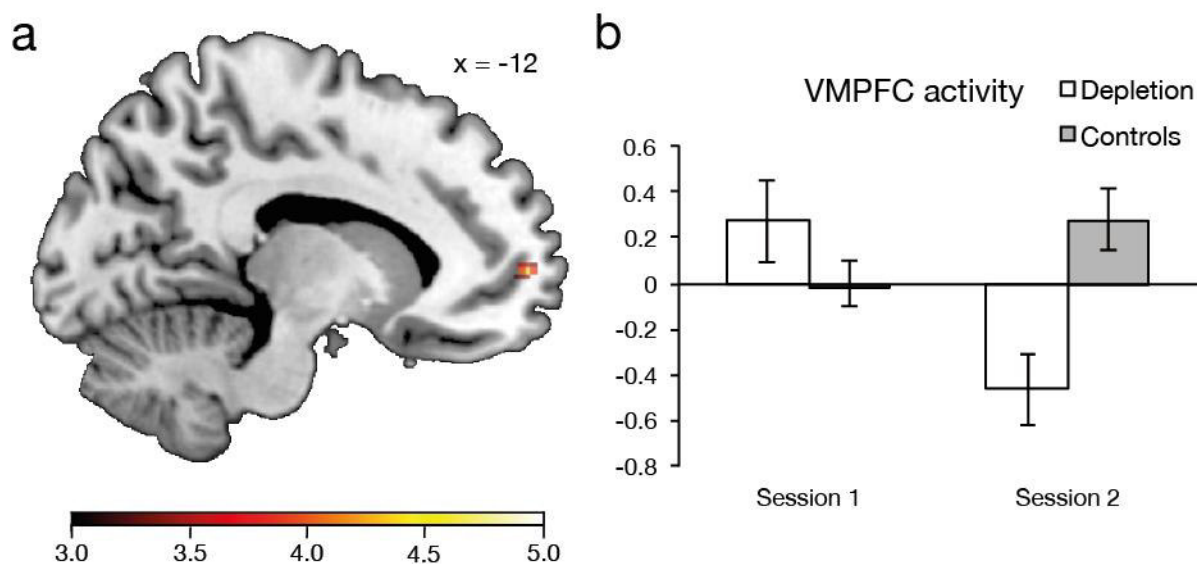 a
x = -12
3.0 3.5 4.0 4.5 5.0
b
VMPFC activity
Depletion
Controls
0.6
0.4
0.2
0
-0.2
-0.4
-0.6
-0.8
Session 1 Session 2